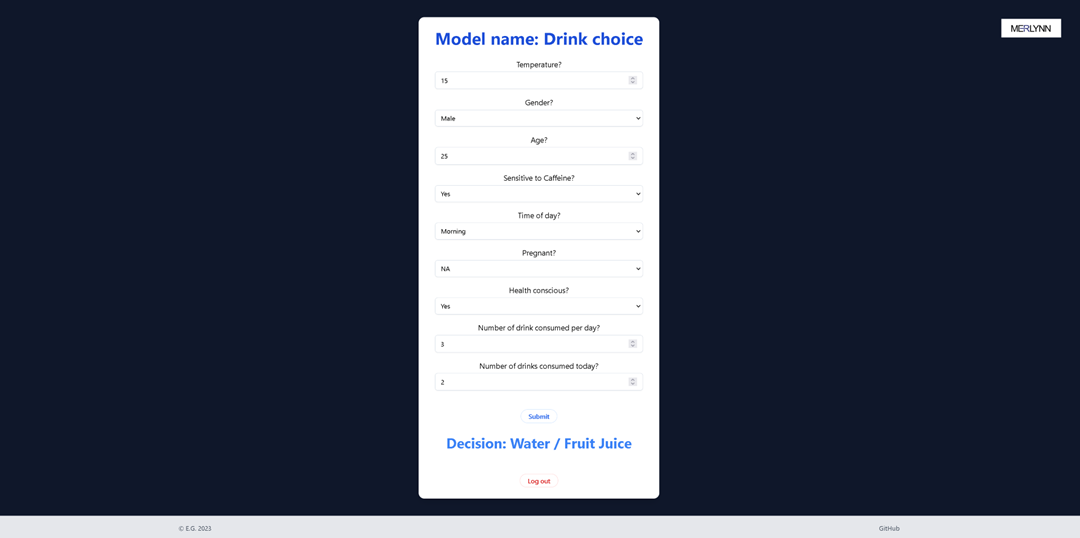 Model name: Drink choice
MERLYNN
Temperature?
15
Gender?
Male
Age?
25
Sensitive to Caffeine?
Yes
Time of day?
Morning
Pregnant?
NA
Health conscious?
Yes
Number of drink consumed per day?
3
Number of drinks consumed today?
2
Submit
Decision: Water / Fruit Juice
Log out
© E.G. 2023
GitHub